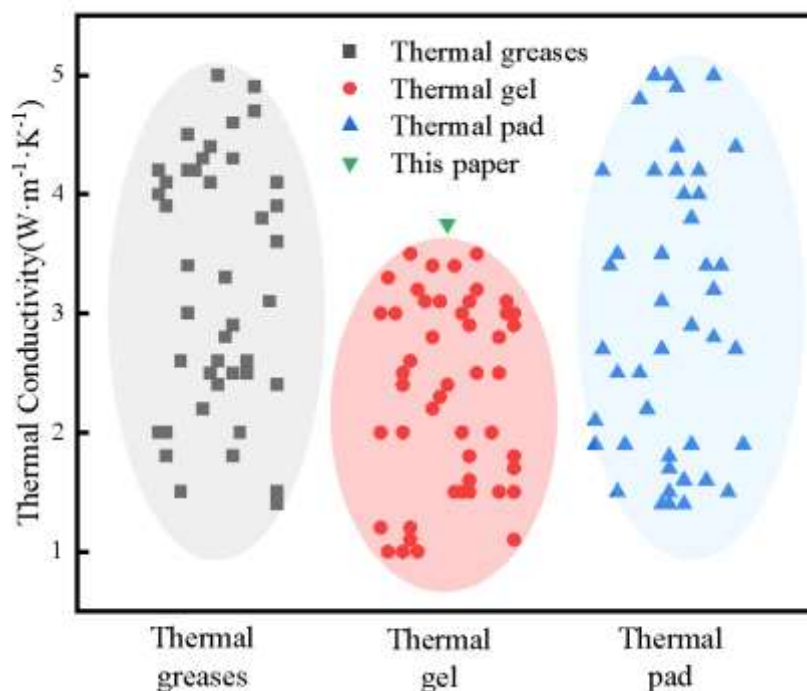 Thermal greases
Thermal gel
Thermal pad
This paper
Thermal Conductivity(W·m⁻¹·K⁻¹)
5
4
3
2
1
Thermal greases
Thermal gel
Thermal pad